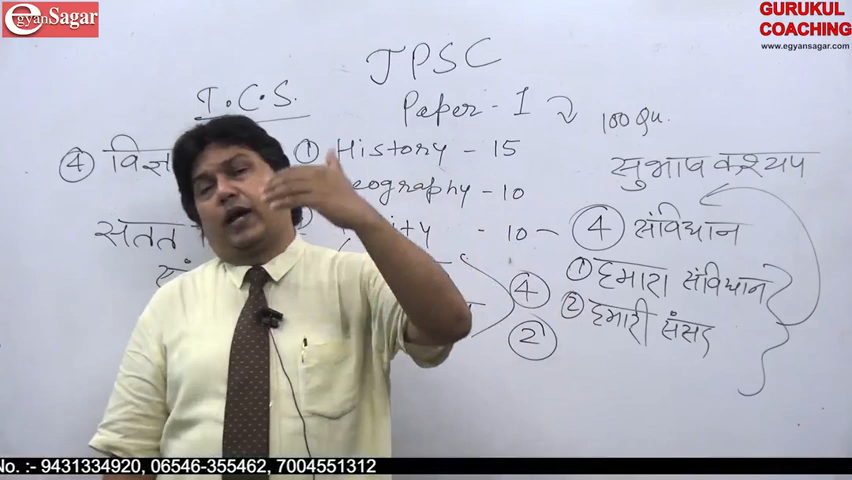 egyanSagar
GURUKUL
COACHING
www.egyansagar.com
JPSC
I.C.S.
Paper - I
100 Qu.
④ विज्ञ
① History - 15
सुभाष कश्यप
eography - 10
सतत
ity - 10 -
④ संविधान
① हमारा संविधान
④
② हमारी संसद
②
No. :- 9431334920, 06546-355462, 7004551312